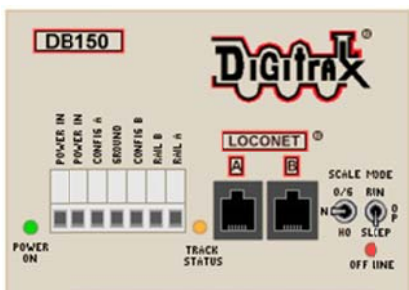 DB150
DIGITRAX®
POWER IN
POWER IN
CONFIG A
GROUND
CONFIG B
RAIL B
RAIL A
LOCONET ®
A B
SCALE MODE
O/G RUN
N OP
HO SLEEP
POWER ON
TRACK STATUS
OFF LINE